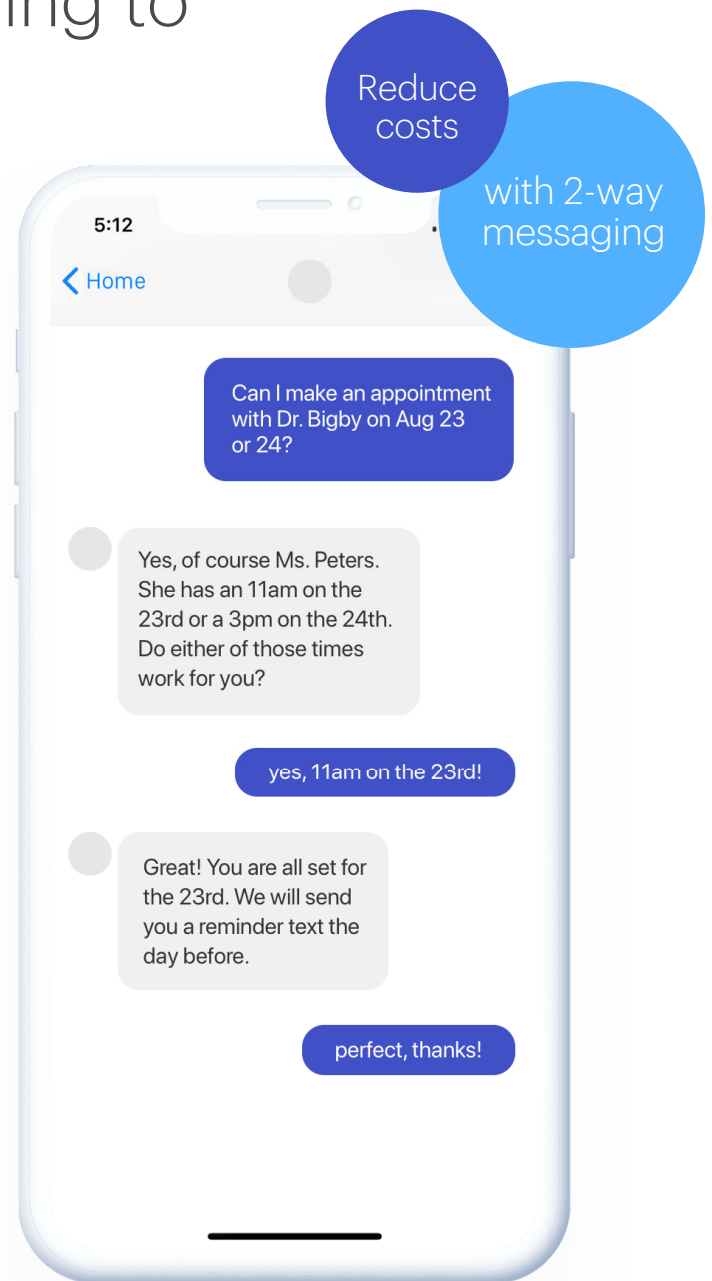 ing to
Reduce
costs
with 2-way
messaging
5:12
Home
Can I make an appointment
with Dr. Bigby on Aug 23
or 24?
Yes, of course Ms. Peters.
She has an 11am on the
23rd or a 3pm on the 24th.
Do either of those times
work for you?
yes, 11am on the 23rd!
Great! You are all set for
the 23rd. We will send
you a reminder text the
day before.
perfect, thanks!